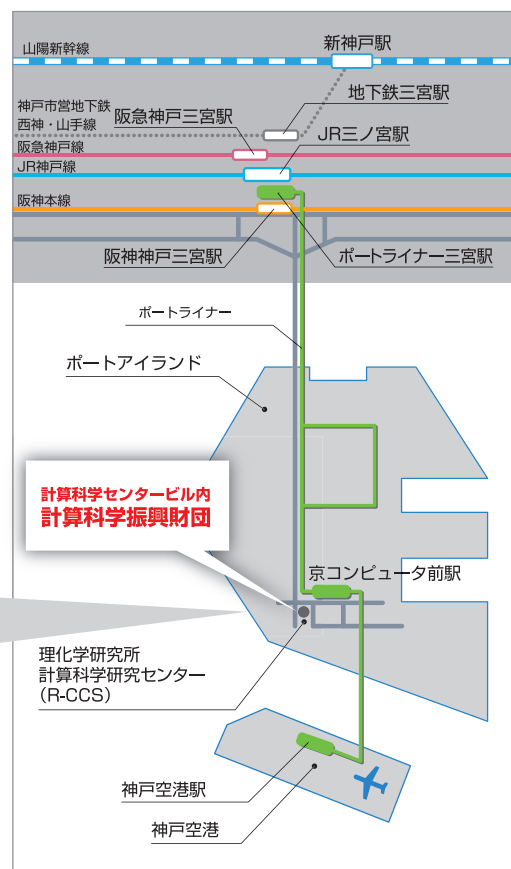 新神戸駅
山陽新幹線
地下鉄三宮駅
神戸市営地下鉄
西神・山手線
阪急神戸三宮駅
JR三ノ宮駅
阪急神戸線
JR神戸線
阪神本線
阪神神戸三宮駅
ポートライナー三宮駅
ポートライナー
ポートアイランド
計算科学センタービル内
計算科学振興財団
京コンピュータ前駅
理化学研究所
計算科学研究センター
(R-CCS)
神戸空港駅
神戸空港